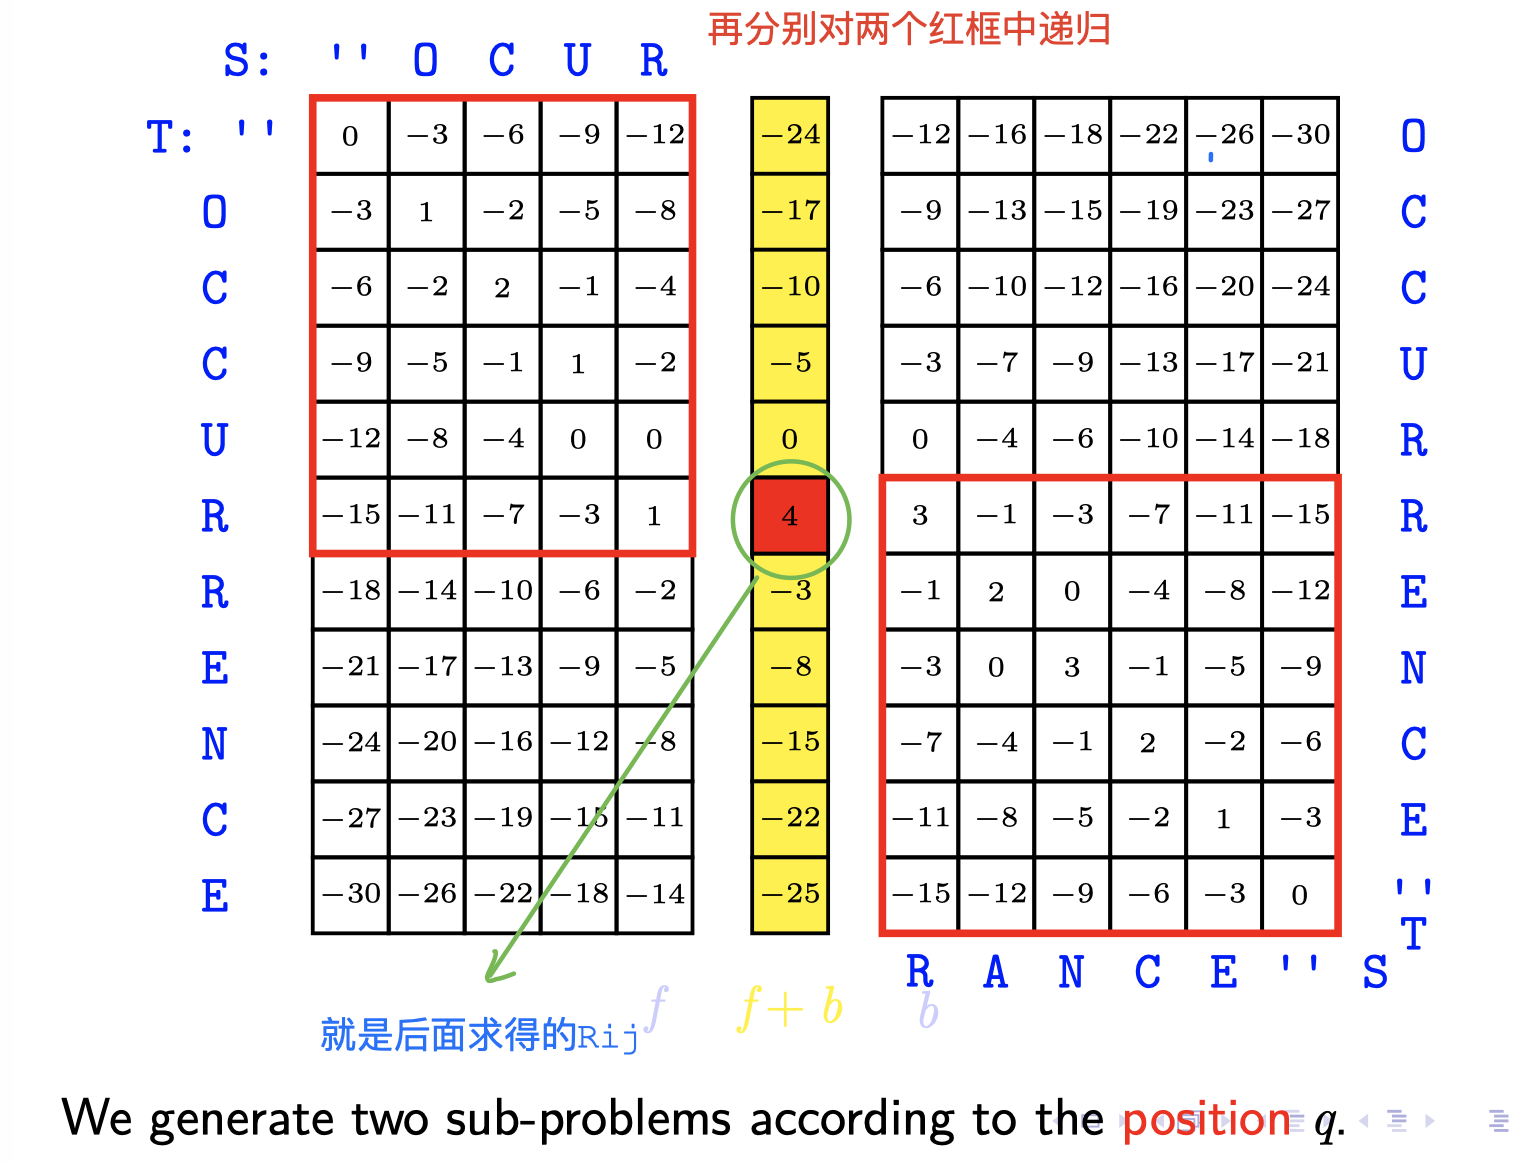 再分别对两个红框中递归
S: '' O C U R
T: '' 0 −3 −6 −9 −12 −24 −12 −16 −18 −22 −26 −30 O
O −3 1 −2 −5 −8 −17 −9 −13 −15 −19 −23 −27 C
C −6 −2 2 −1 −4 −10 −6 −10 −12 −16 −20 −24 C
C −9 −5 −1 1 −2 −5 −3 −7 −9 −13 −17 −21 U
U −12 −8 −4 0 0 0 0 −4 −6 −10 −14 −18 R
R −15 −11 −7 −3 1 4 3 −1 −3 −7 −11 −15 R
R −18 −14 −10 −6 −2 −3 −1 2 0 −4 −8 −12 E
E −21 −17 −13 −9 −5 −8 −3 0 3 −1 −5 −9 N
N −24 −20 −16 −12 −8 −15 −7 −4 −1 2 −2 −6 C
C −27 −23 −19 −15 −11 −22 −11 −8 −5 −2 1 −3 E
E −30 −26 −22 −18 −14 −25 −15 −12 −9 −6 −3 0 ''
T
R A N C E '' S
f f + b b
就是后面求得的Rij
We generate two sub-problems according to the position q.